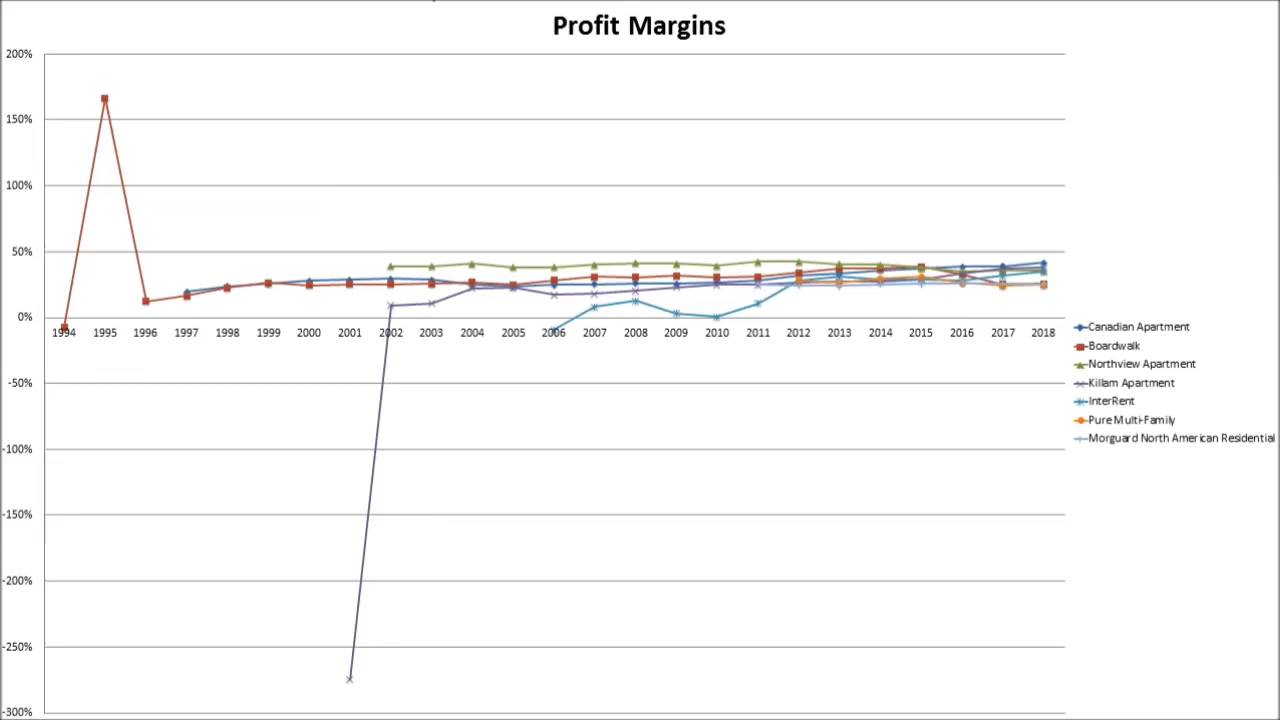 Profit Margins
200%
150%
100%
50%
0%
-50%
-100%
-150%
-200%
-250%
-300%
1994 1995 1996 1997 1998 1999 2000 2001 2002 2003 2004 2005 2006 2007 2008 2009 2010 2011 2012 2013 2014 2015 2016 2017 2018
Canadian Apartment
Boardwalk
Northview Apartment
Killam Apartment
InterRent
Pure Multi-Family
Morguard North American Residential